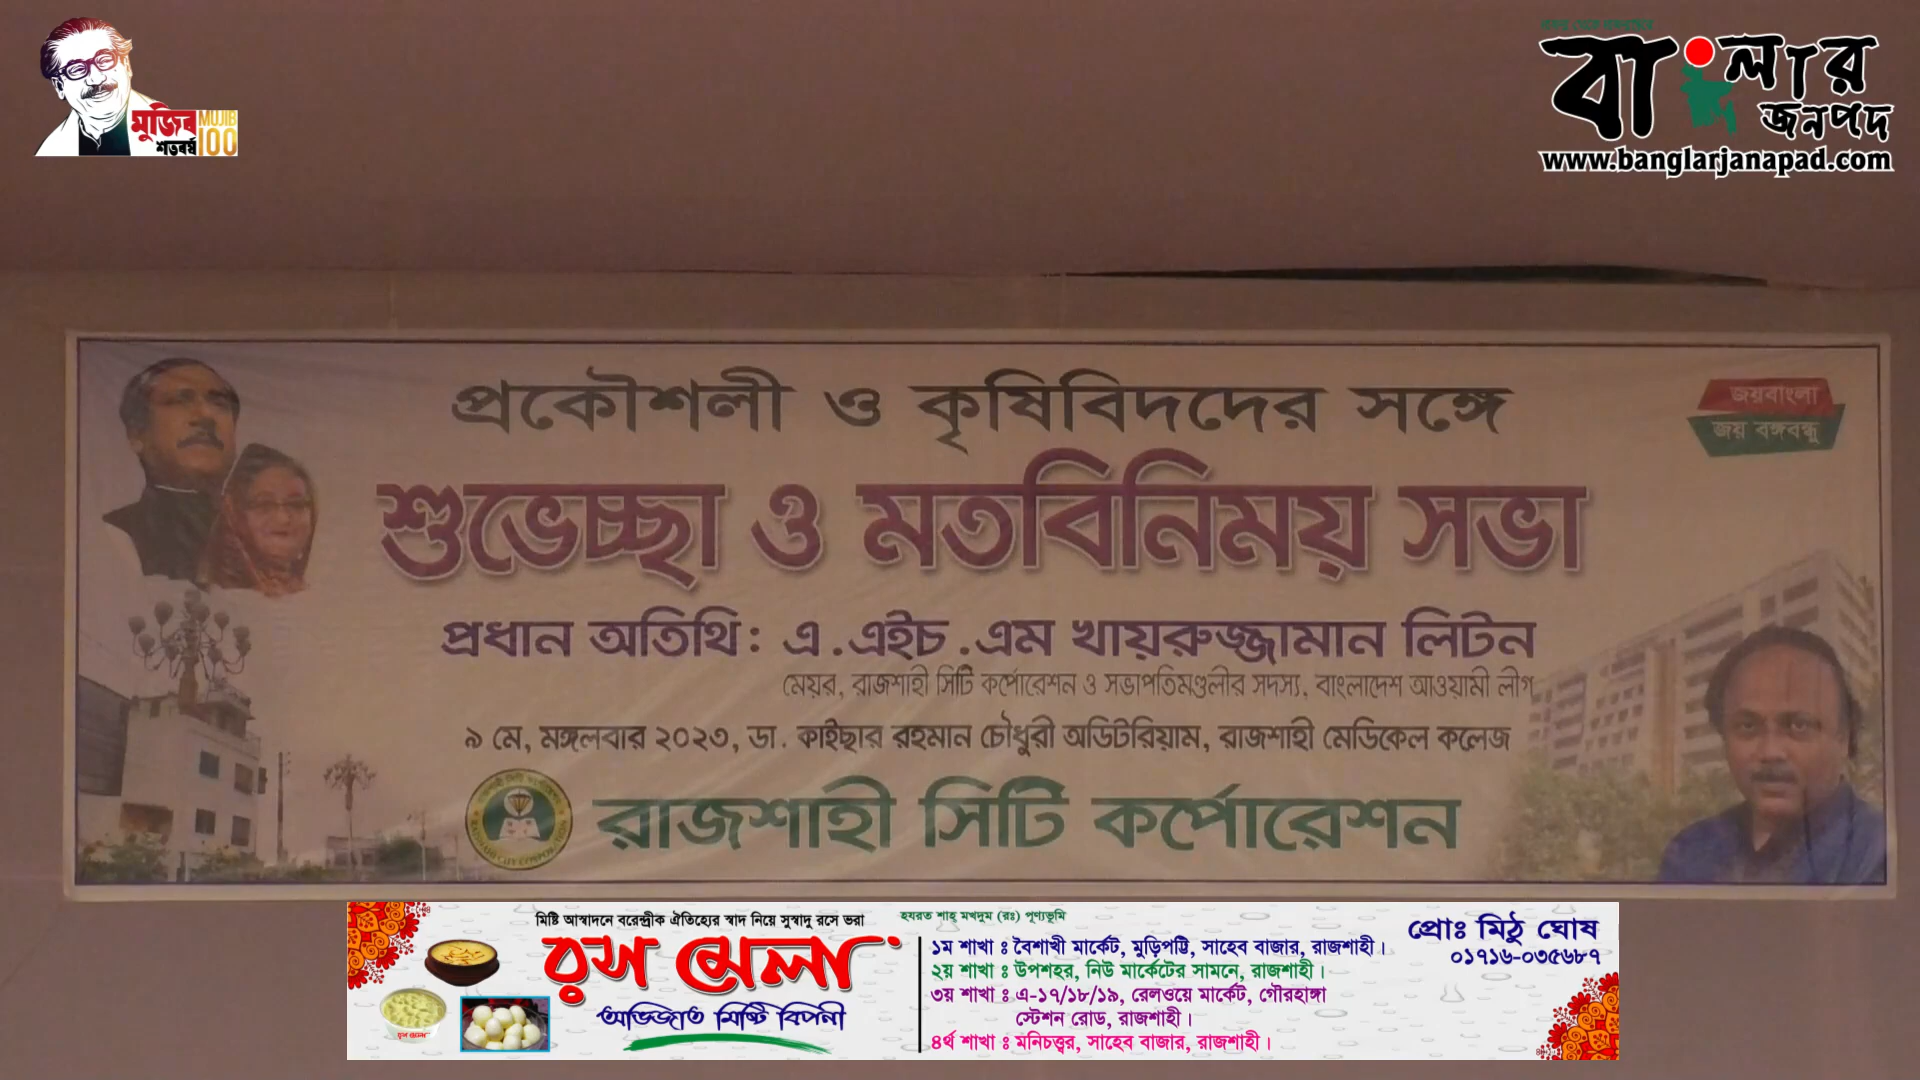 মুজিব MUJIB
শতবর্ষ 100
বাংলার
জনপদ
www.banglarjanapad.com
প্রকৌশলী ও কৃষিবিদদের সঙ্গে
শুভেচ্ছা ও মতবিনিময় সভা
জয়বাংলা
জয় বঙ্গবন্ধু
প্রধান অতিথি: এ.এইচ.এম খায়রুজ্জামান লিটন
মেয়র, রাজশাহী সিটি কর্পোরেশন ও সভাপতিমণ্ডলীর সদস্য, বাংলাদেশ আওয়ামী লীগ
৯ মে, মঙ্গলবার ২০২৩, ডা. কাইছার রহমান চৌধুরী অডিটরিয়াম, রাজশাহী মেডিকেল কলেজ
রাজশাহী সিটি কর্পোরেশন
মিষ্টি আস্বাদনে বরেন্দ্রীক ঐতিহ্যের স্বাদ নিয়ে সুস্বাদু রসে ভরা
রস মেলা
অভিজাত মিষ্টি বিপনী
রস মেলা
হযরত শাহ্ মখদুম (রঃ) পূণ্যভূমি
১ম শাখা ঃ বৈশাখী মার্কেট, মুড়িপট্টি, সাহেব বাজার, রাজশাহী।
২য় শাখা ঃ উপশহর, নিউ মার্কেটের সামনে, রাজশাহী।
৩য় শাখা ঃ এ-১৭/১৮/১৯, রেলওয়ে মার্কেট, গৌরহাঙ্গা
স্টেশন রোড, রাজশাহী।
৪র্থ শাখা ঃ মনিচত্ত্বর, সাহেব বাজার, রাজশাহী।
প্রোঃ মিঠু ঘোষ
০১৭১৬-০৩৫৬৮৭